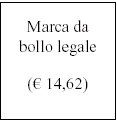 Marca da
bollo legale
(€ 14,62)